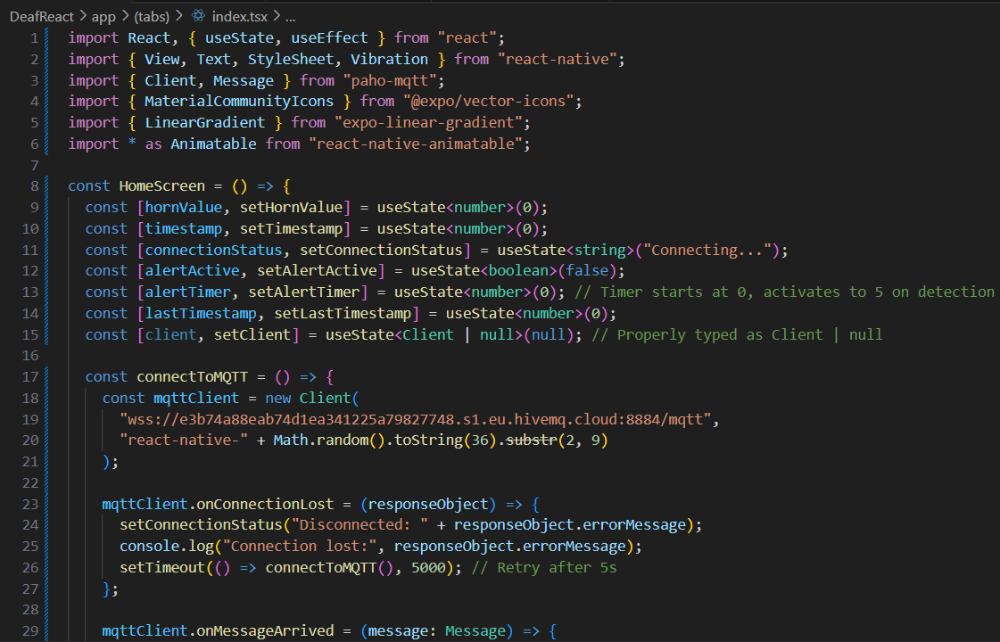 DeafReact > app > (tabs) > index.tsx > ...
1 import React, { useState, useEffect } from "react";
2 import { View, Text, StyleSheet, Vibration } from "react-native";
3 import { Client, Message } from "paho-mqtt";
4 import { MaterialCommunityIcons } from "@expo/vector-icons";
5 import { LinearGradient } from "expo-linear-gradient";
6 import * as Animatable from "react-native-animatable";
7
8 const HomeScreen = () => {
9 const [hornValue, setHornValue] = useState<number>(0);
10 const [timestamp, setTimestamp] = useState<number>(0);
11 const [connectionStatus, setConnectionStatus] = useState<string>("Connecting...");
12 const [alertActive, setAlertActive] = useState<boolean>(false);
13 const [alertTimer, setAlertTimer] = useState<number>(0); // Timer starts at 0, activates to 5 on detection
14 const [lastTimestamp, setLastTimestamp] = useState<number>(0);
15 const [client, setClient] = useState<Client | null>(null); // Properly typed as Client | null
16
17 const connectToMQTT = () => {
18 const mqttClient = new Client(
19 "wss://e3b74a88eab74d1ea341225a79827748.s1.eu.hivemq.cloud:8884/mqtt",
20 "react-native-" + Math.random().toString(36).substr(2, 9)
21 );
22
23 mqttClient.onConnectionLost = (responseObject) => {
24 setConnectionStatus("Disconnected: " + responseObject.errorMessage);
25 console.log("Connection lost:", responseObject.errorMessage);
26 setTimeout(() => connectToMQTT(), 5000); // Retry after 5s
27 };
28
29 mqttClient.onMessageArrived = (message: Message) => {